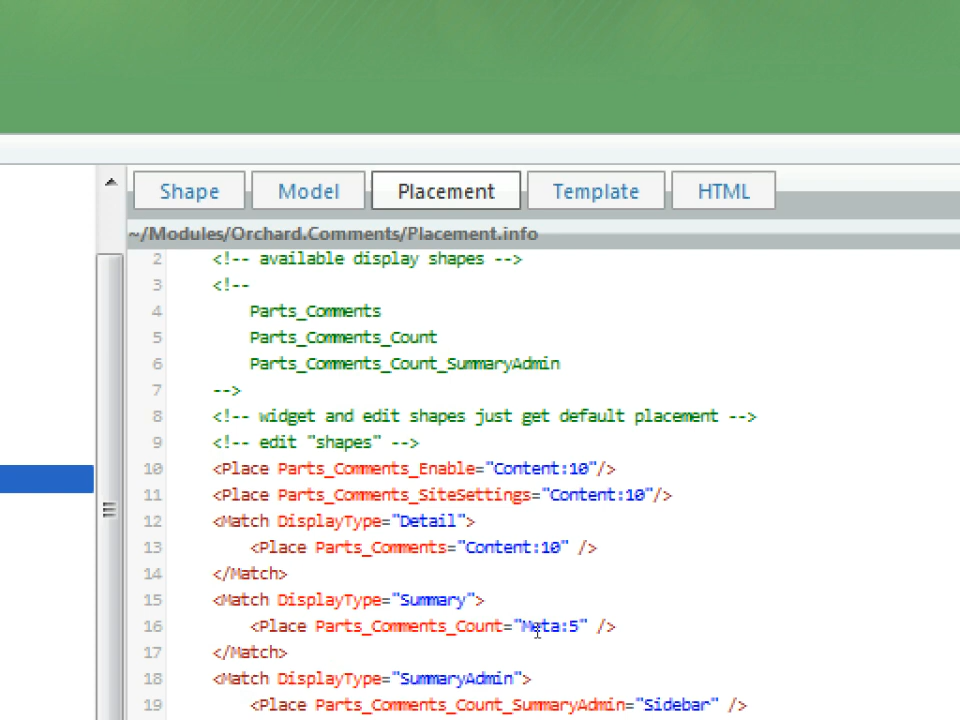 Shape Model Placement Template HTML
~/Modules/Orchard.Comments/Placement.info
2 <!-- available display shapes -->
3 <!--
4 Parts_Comments
5 Parts_Comments_Count
6 Parts_Comments_Count_SummaryAdmin
7 -->
8 <!-- widget and edit shapes just get default placement -->
9 <!-- edit "shapes" -->
10 <Place Parts_Comments_Enable="Content:10"/>
11 <Place Parts_Comments_SiteSettings="Content:10"/>
12 <Match DisplayType="Detail">
13 <Place Parts_Comments="Content:10" />
14 </Match>
15 <Match DisplayType="Summary">
16 <Place Parts_Comments_Count="Meta:5" />
17 </Match>
18 <Match DisplayType="SummaryAdmin">
19 <Place Parts_Comments_Count_SummaryAdmin="Sidebar" />